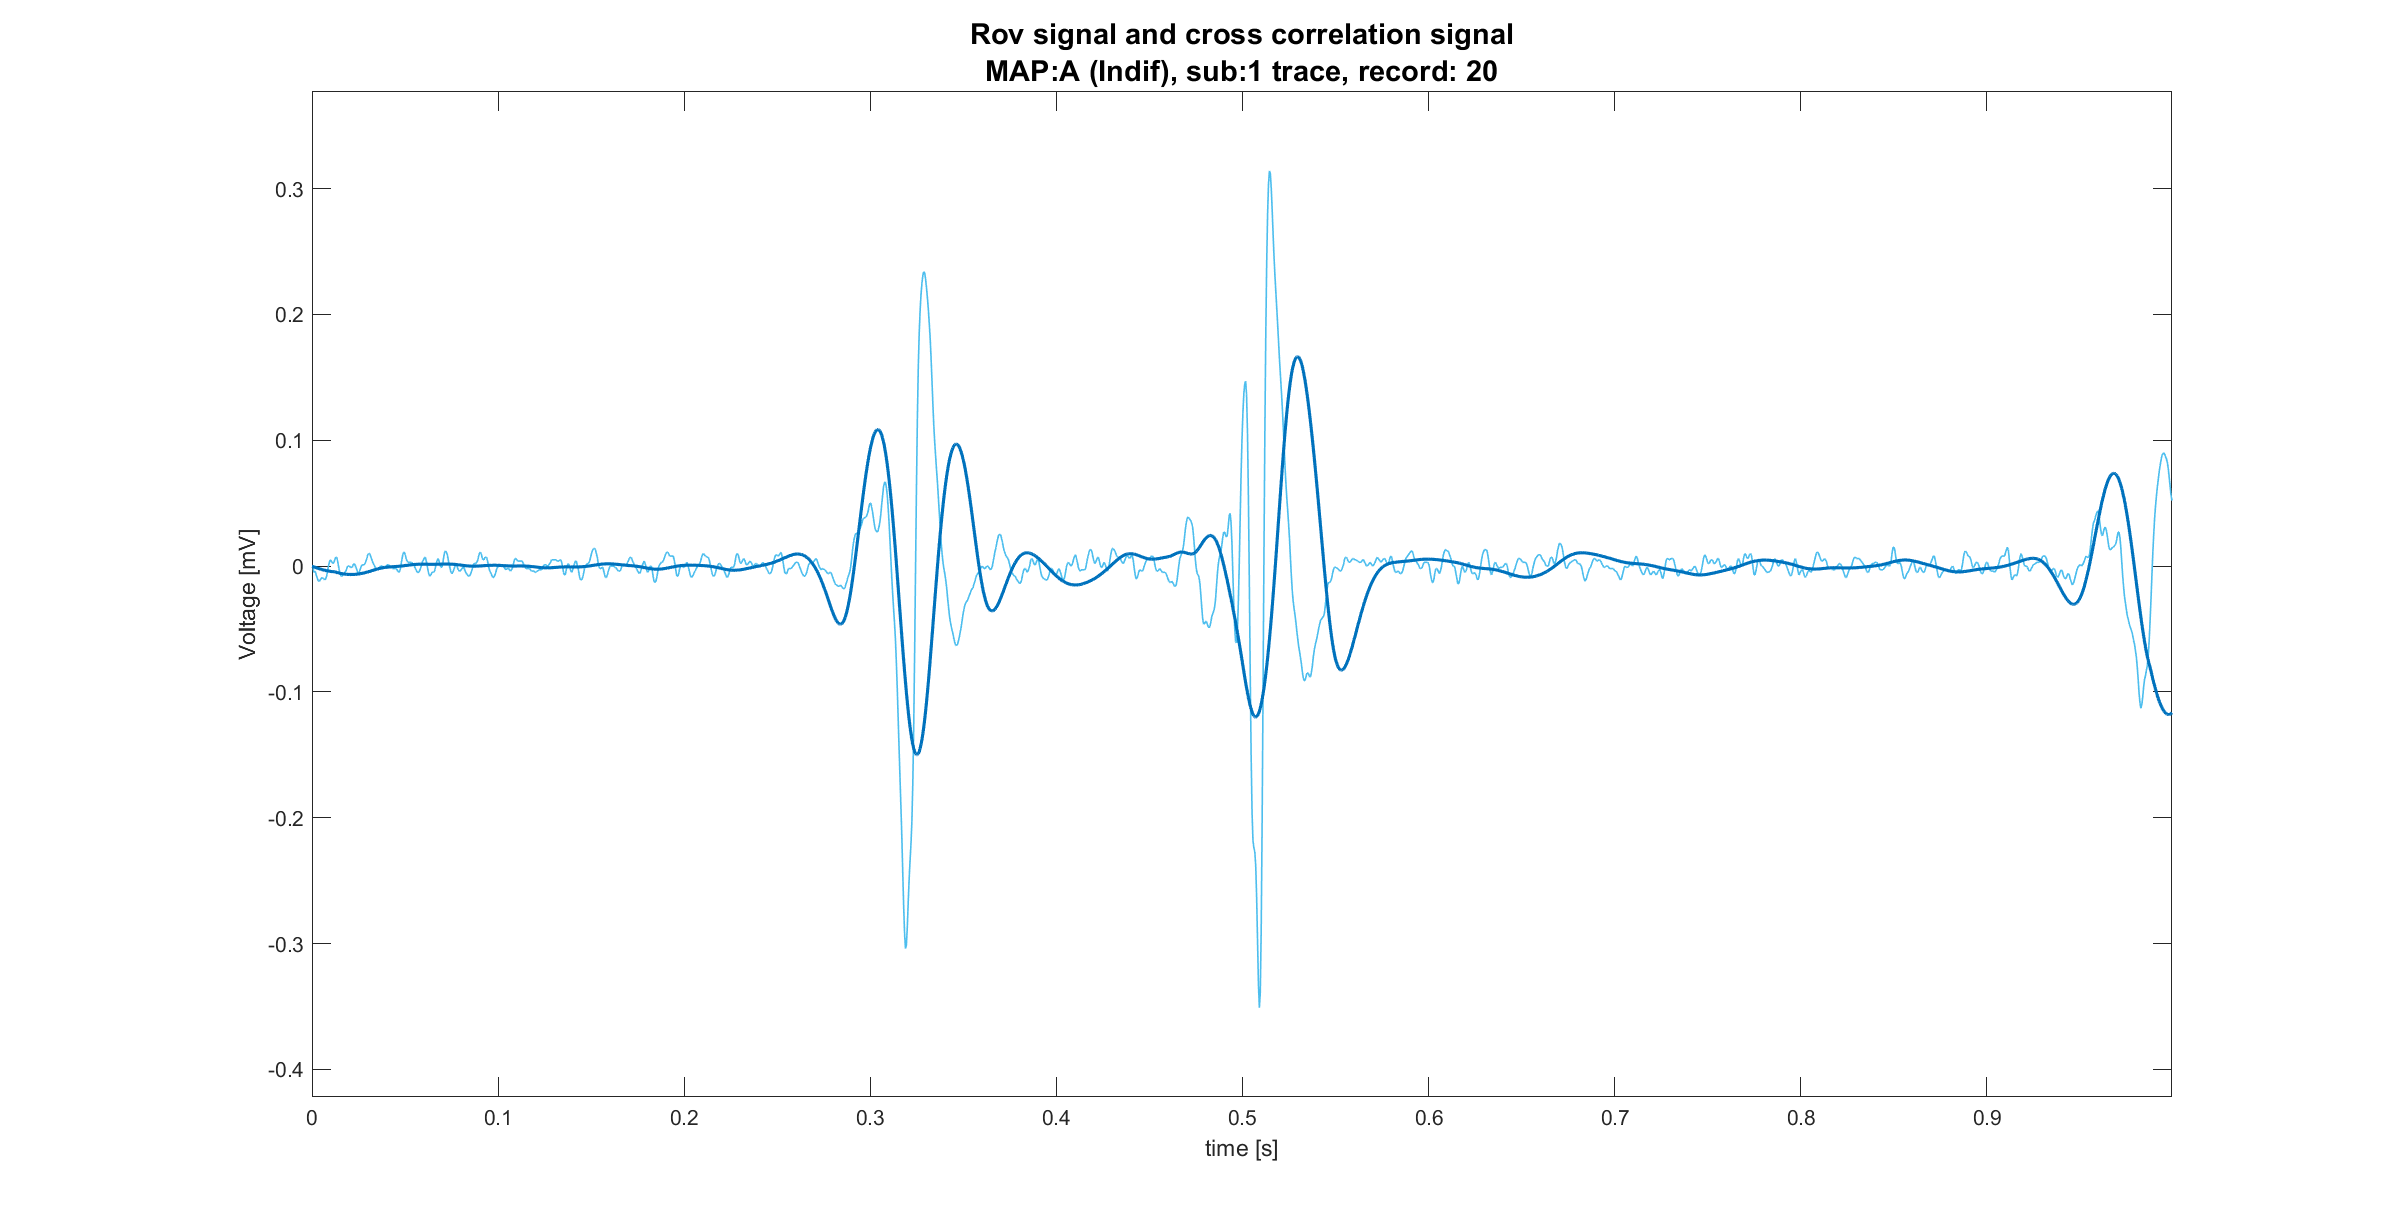 Rov signal and cross correlation signal
MAP:A (Indif), sub:1 trace, record: 20
Voltage [mV]
0.3
0.2
0.1
0
-0.1
-0.2
-0.3
-0.4
0 0.1 0.2 0.3 0.4 0.5 0.6 0.7 0.8 0.9
time [s]